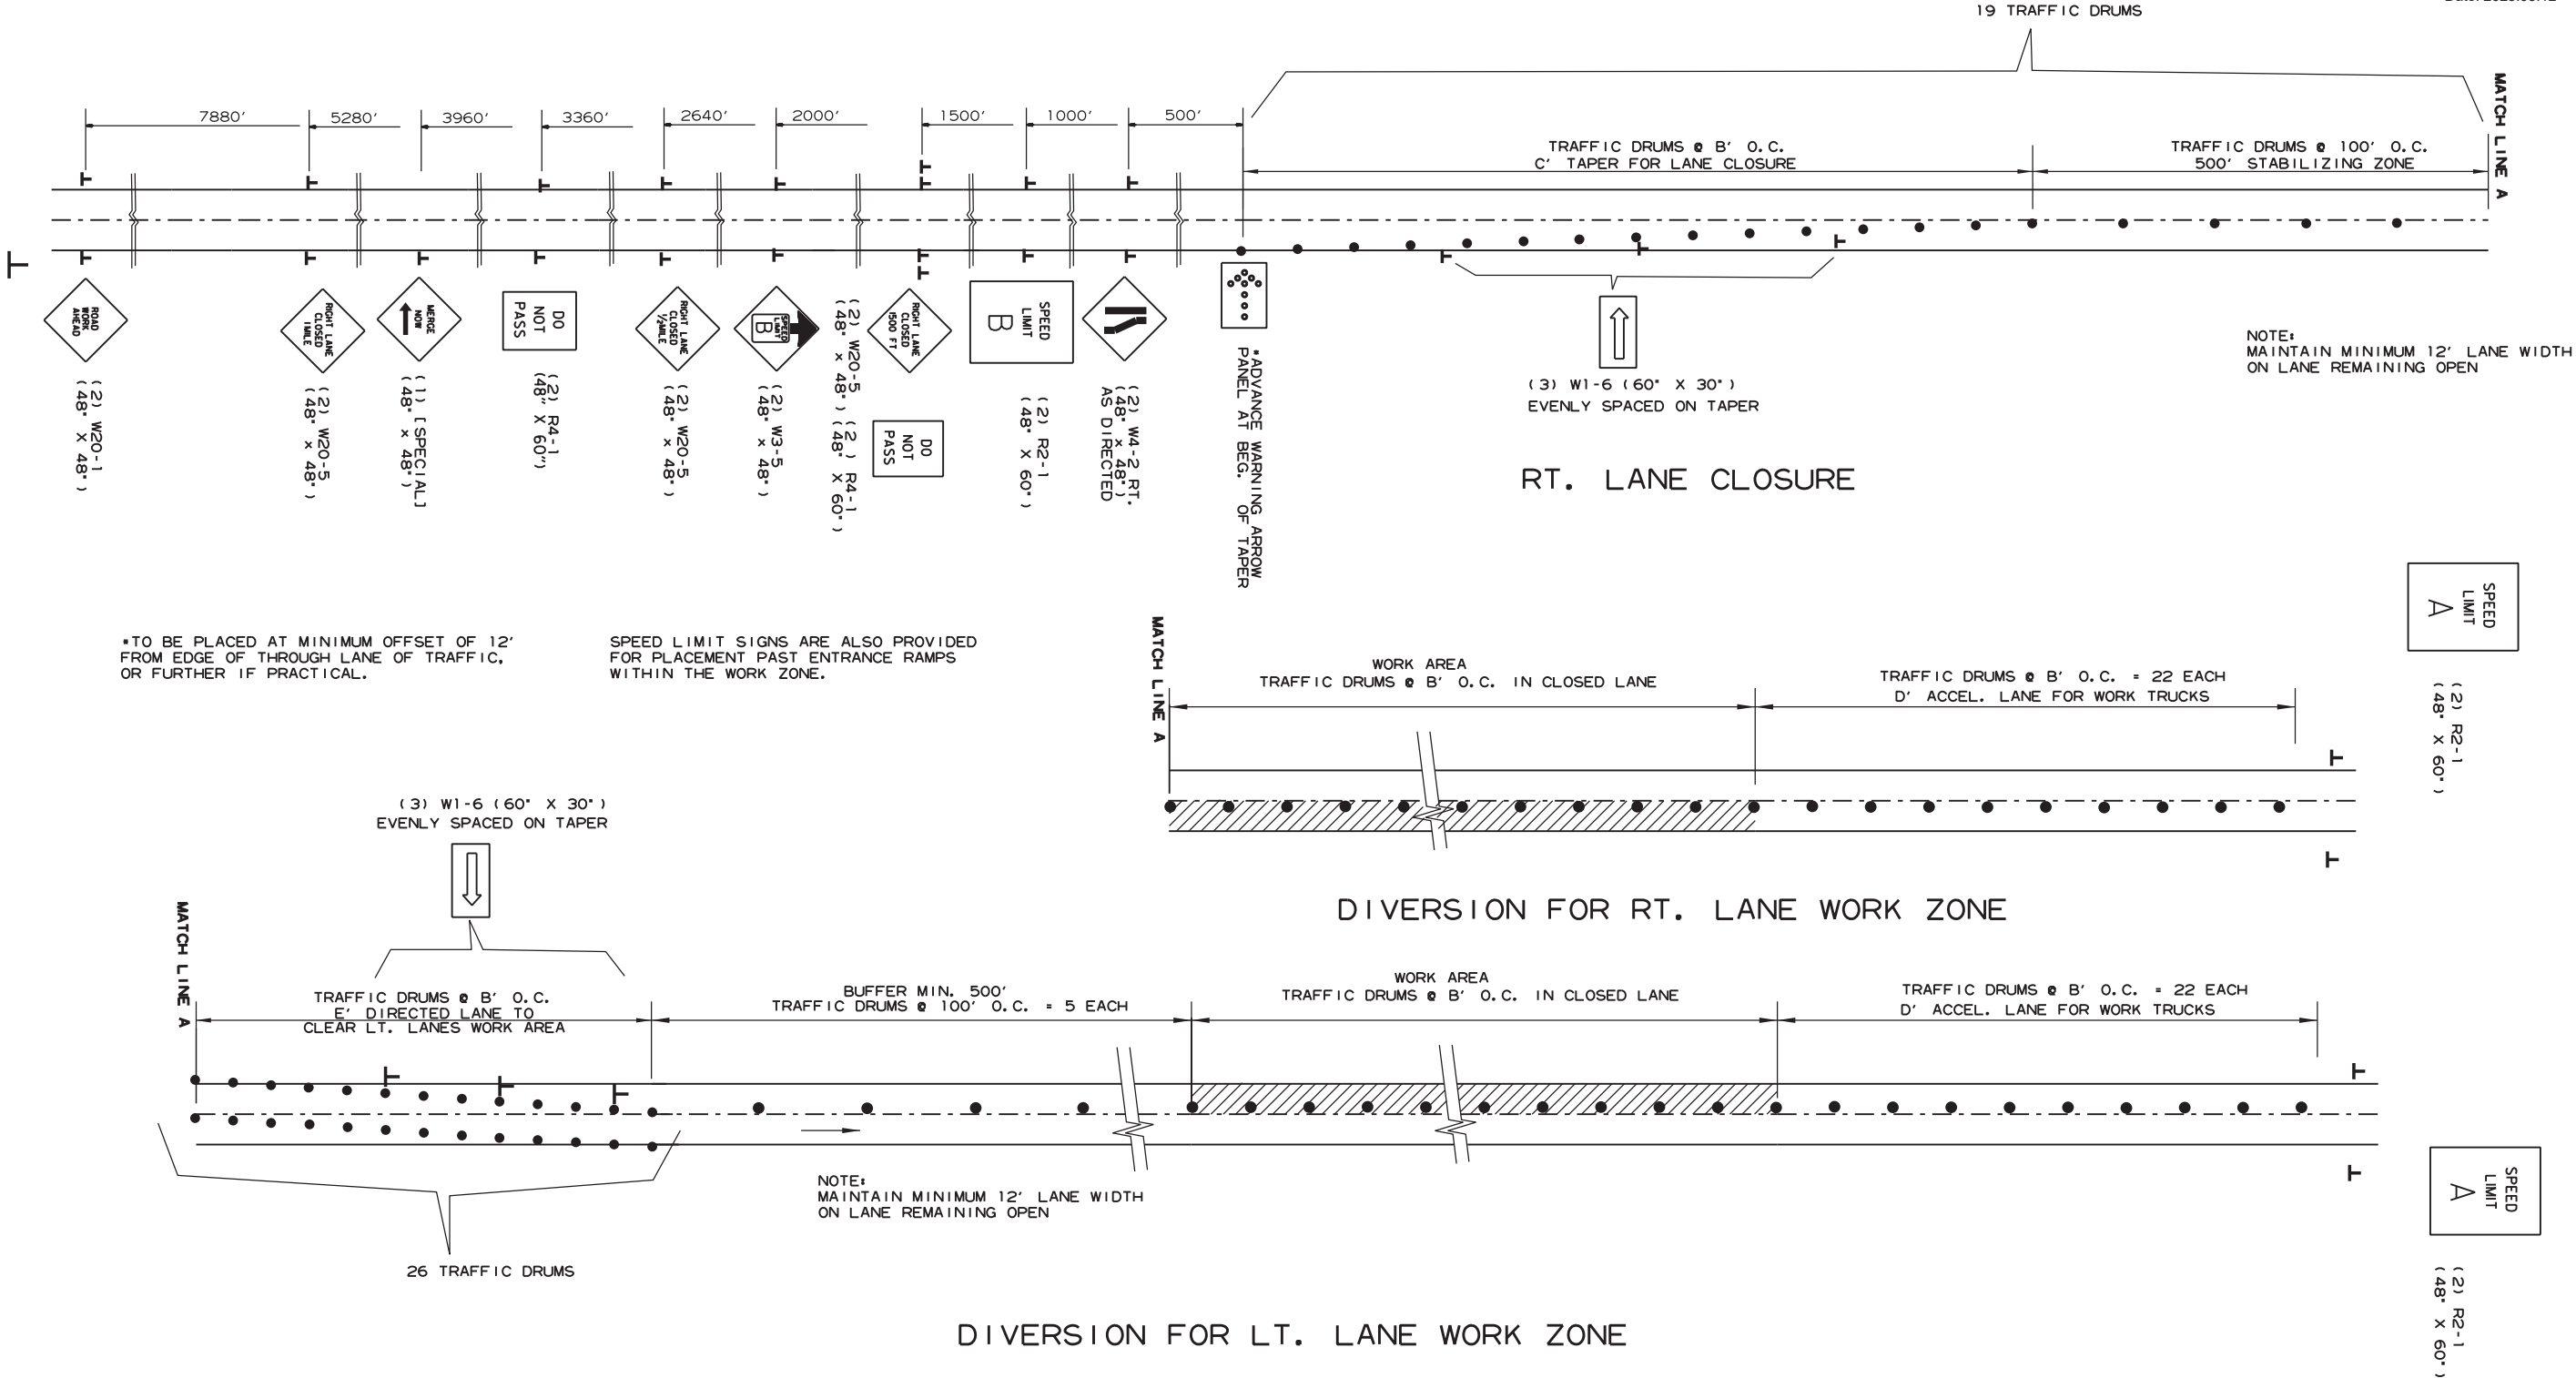 19 TRAFFIC DRUMS
MATCH LINE A
7880'
5280'
3960'
3360'
2640'
2000'
1500'
1000'
500'
TRAFFIC DRUMS @ B' O.C.
C' TAPER FOR LANE CLOSURE
TRAFFIC DRUMS @ 100' O.C.
500' STABILIZING ZONE
ROAD
WORK
AHEAD
(2) W20-1
(48" X 48")
RIGHT LANE
CLOSED
1 MILE
(2) W20-5
(48" x 48")
MERGE
NOW
(1) [SPECIAL]
(48" x 48")
DO
NOT
PASS
(2) R4-1
(48" X 60")
RIGHT LANE
CLOSED
1/2 MILE
(2) W20-5
(48" x 48")
SPEED
LIMIT
B
(2) W3-5
(48" x 48")
RIGHT LANE
CLOSED
1500 FT
(2) W20-5
(48" x 48")
DO
NOT
PASS
(2) R4-1
(48" X 60")
SPEED
LIMIT
B
(2) R2-1
(48" X 60")
(2) W4-2 RT.
(48" x 48")
AS DIRECTED
*ADVANCE WARNING ARROW
PANEL AT BEG. OF TAPER
(3) W1-6 (60" X 30")
EVENLY SPACED ON TAPER
NOTE:
MAINTAIN MINIMUM 12' LANE WIDTH
ON LANE REMAINING OPEN
RT. LANE CLOSURE
*TO BE PLACED AT MINIMUM OFFSET OF 12'
FROM EDGE OF THROUGH LANE OF TRAFFIC,
OR FURTHER IF PRACTICAL.
SPEED LIMIT SIGNS ARE ALSO PROVIDED
FOR PLACEMENT PAST ENTRANCE RAMPS
WITHIN THE WORK ZONE.
MATCH LINE A
WORK AREA
TRAFFIC DRUMS @ B' O.C. IN CLOSED LANE
TRAFFIC DRUMS @ B' O.C. = 22 EACH
D' ACCEL. LANE FOR WORK TRUCKS
SPEED
LIMIT
A
(2) R2-1
(48" X 60")
DIVERSION FOR RT. LANE WORK ZONE
(3) W1-6 (60" X 30")
EVENLY SPACED ON TAPER
MATCH LINE A
TRAFFIC DRUMS @ B' O.C.
E' DIRECTED LANE TO
CLEAR LT. LANES WORK AREA
BUFFER MIN. 500'
TRAFFIC DRUMS @ 100' O.C. = 5 EACH
WORK AREA
TRAFFIC DRUMS @ B' O.C. IN CLOSED LANE
TRAFFIC DRUMS @ B' O.C. = 22 EACH
D' ACCEL. LANE FOR WORK TRUCKS
NOTE:
MAINTAIN MINIMUM 12' LANE WIDTH
ON LANE REMAINING OPEN
26 TRAFFIC DRUMS
SPEED
LIMIT
A
(2) R2-1
(48" X 60")
DIVERSION FOR LT. LANE WORK ZONE